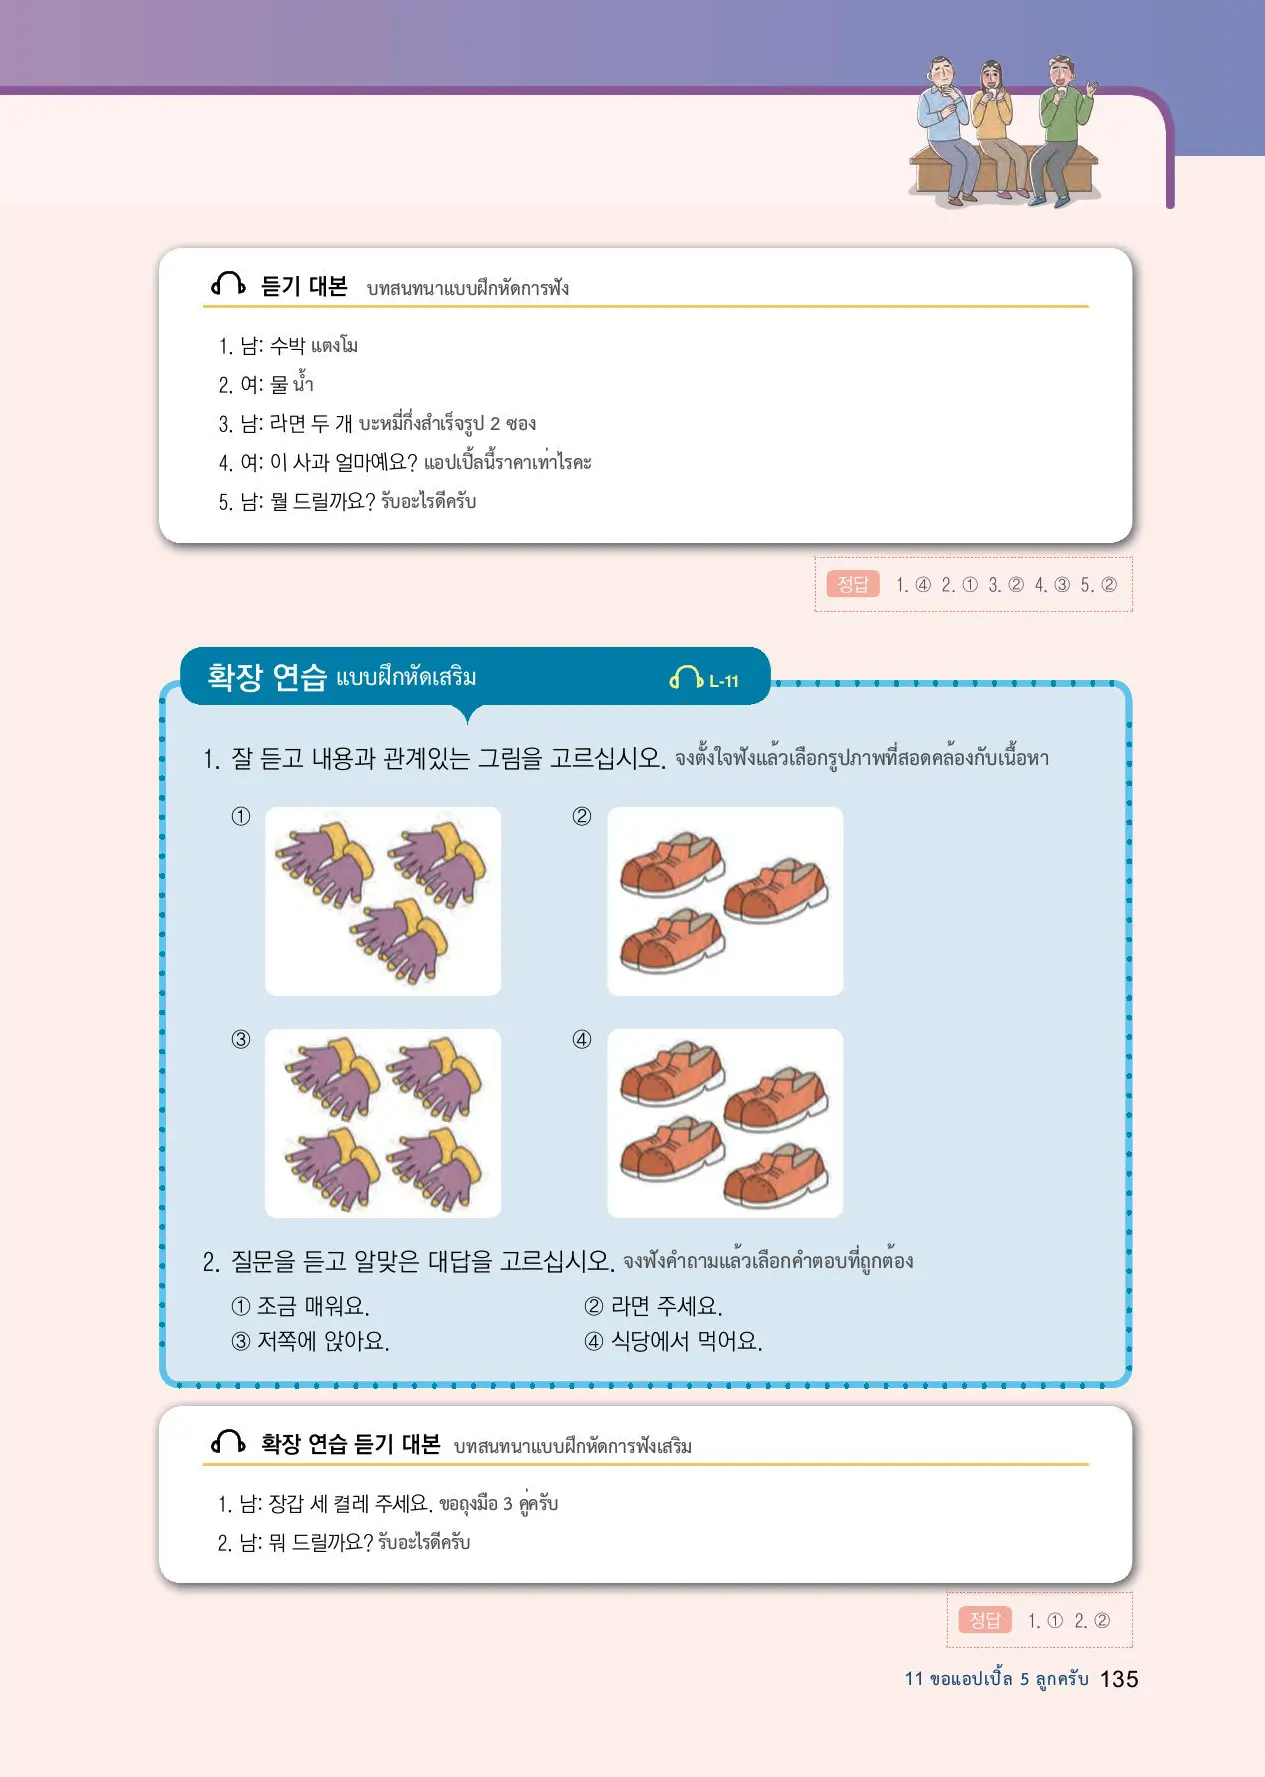 듣기 대본 บทสนทนาแบบฝึกหัดการฟัง
1. 남: 수박 แตงโม
2. 여: 물 น้ำ
3. 남: 라면 두 개 บะหมี่กึ่งสำเร็จรูป 2 ซอง
4. 여: 이 사과 얼마예요? แอปเปิ้ลนี้ราคาเท่าไรคะ
5. 남: 뭘 드릴까요? รับอะไรดีครับ
정답 1. ④ 2. ① 3. ② 4. ③ 5. ②
확장 연습 แบบฝึกหัดเสริม L-11
1. 잘 듣고 내용과 관계있는 그림을 고르십시오. จงตั้งใจฟังแล้วเลือกรูปภาพที่สอดคล้องกับเนื้อหา
① ②
③ ④
2. 질문을 듣고 알맞은 대답을 고르십시오. จงฟังคำถามแล้วเลือกคำตอบที่ถูกต้อง
① 조금 매워요. ② 라면 주세요.
③ 저쪽에 앉아요. ④ 식당에서 먹어요.
확장 연습 듣기 대본 บทสนทนาแบบฝึกหัดการฟังเสริม
1. 남: 장갑 세 켤레 주세요. ขอถุงมือ 3 คู่ครับ
2. 남: 뭐 드릴까요? รับอะไรดีครับ
정답 1. ① 2. ②
11 ขอแอปเปิ้ล 5 ลูกครับ 135